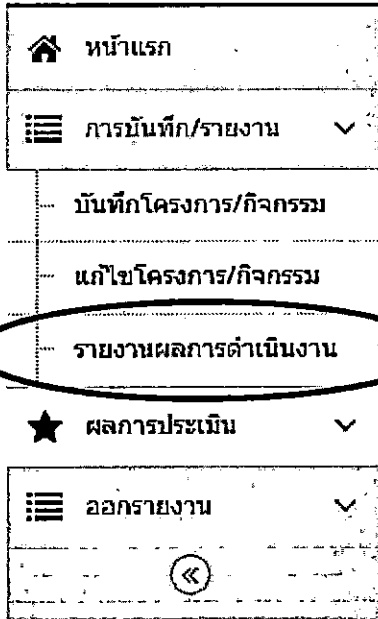 หน้าแรก
การบันทึก/รายงาน
บันทึกโครงการ/กิจกรรม
แก้ไขโครงการ/กิจกรรม
รายงานผลการดำเนินงาน
ผลการประเมิน
ออกรายงาน